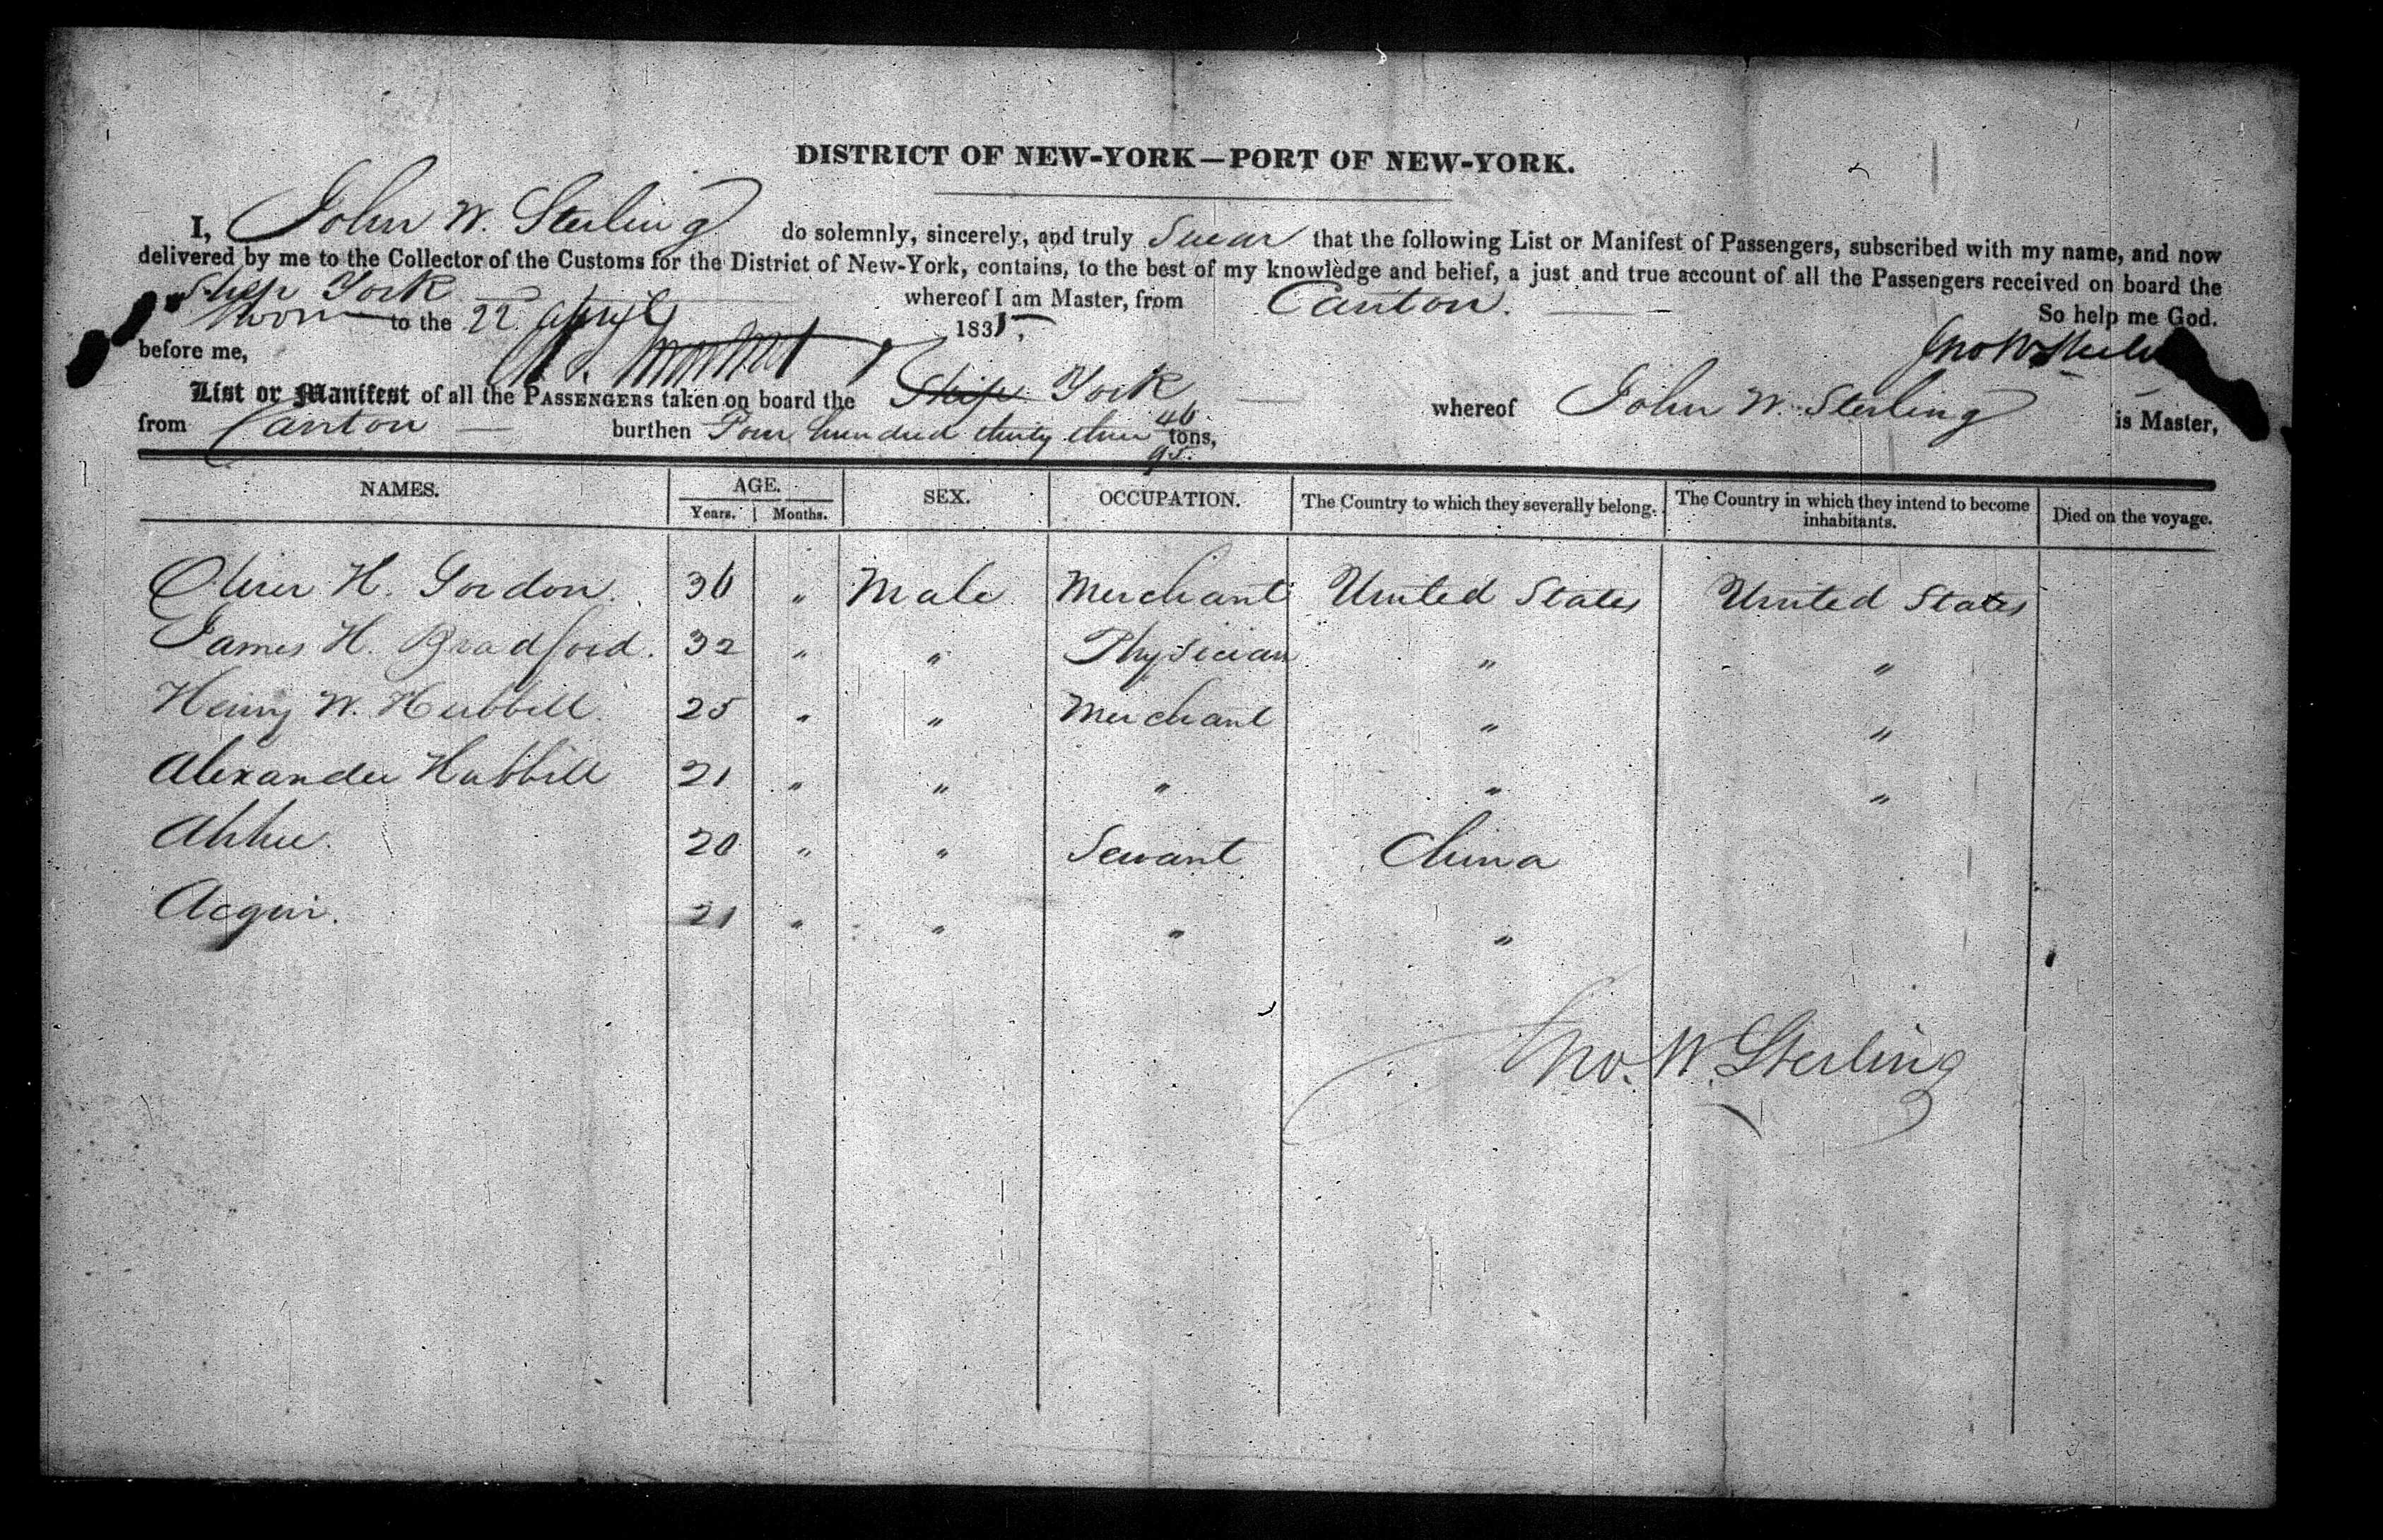 DISTRICT OF NEW-YORK—PORT OF NEW-YORK.
I, John W. Sterling do solemnly, sincerely, and truly Swear that the following List or Manifest of Passengers, subscribed with my name, and now
delivered by me to the Collector of the Customs for the District of New-York, contains, to the best of my knowledge and belief, a just and true account of all the Passengers received on board the
Ship York whereof I am Master, from Canton.
Sworn to the 22 april 1835, So help me God.
before me, Jno W Sterli
List or Manifest of all the PASSENGERS taken on board the Ship York whereof John W. Sterling is Master,
from Canton burthen Four hundred thirty three 46/95 tons,
NAMES. AGE. SEX. OCCUPATION. The Country to which they severally belong. The Country in which they intend to become inhabitants. Died on the voyage.
Years. Months.
Oliver H. Gordon. 36 " Male Merchant United States United States
James H. Bradford. 32 " " Physician " "
Henry W. Hubbell. 25 " " Merchant " "
Alexander Hubbell 21 " " " " "
Ahhee. 20 " " Servant China
Acqui. 21 " " " "
Jno. W. Sterling